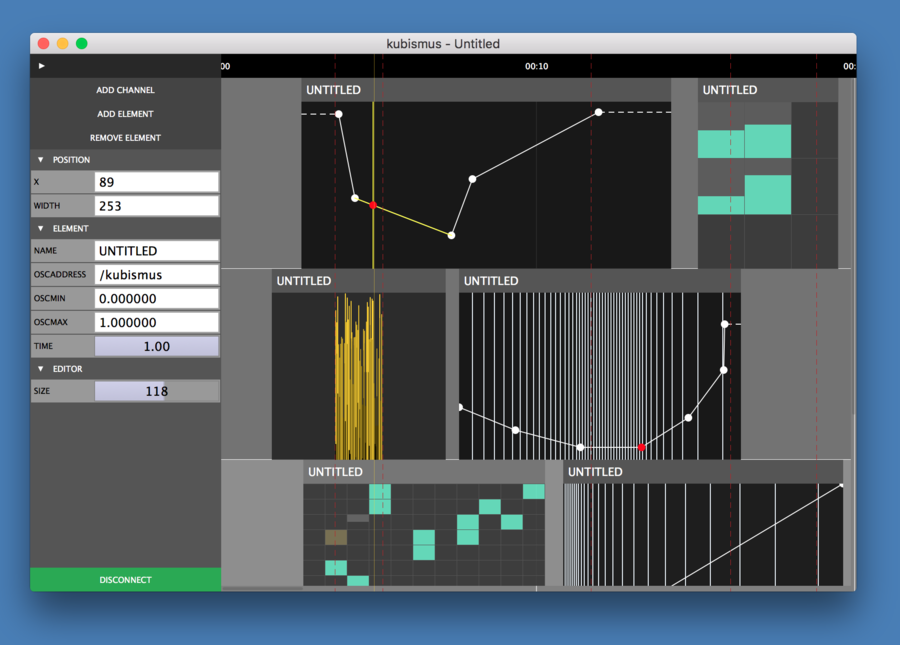 kubismus - Untitled
00 00:10 00:
ADD CHANNEL
ADD ELEMENT
REMOVE ELEMENT
POSITION
X 89
WIDTH 253
ELEMENT
NAME UNTITLED
OSCADDRESS /kubismus
OSCMIN 0.000000
OSCMAX 1.000000
TIME 1.00
EDITOR
SIZE 118
DISCONNECT
UNTITLED
UNTITLED
UNTITLED
UNTITLED
UNTITLED
UNTITLED